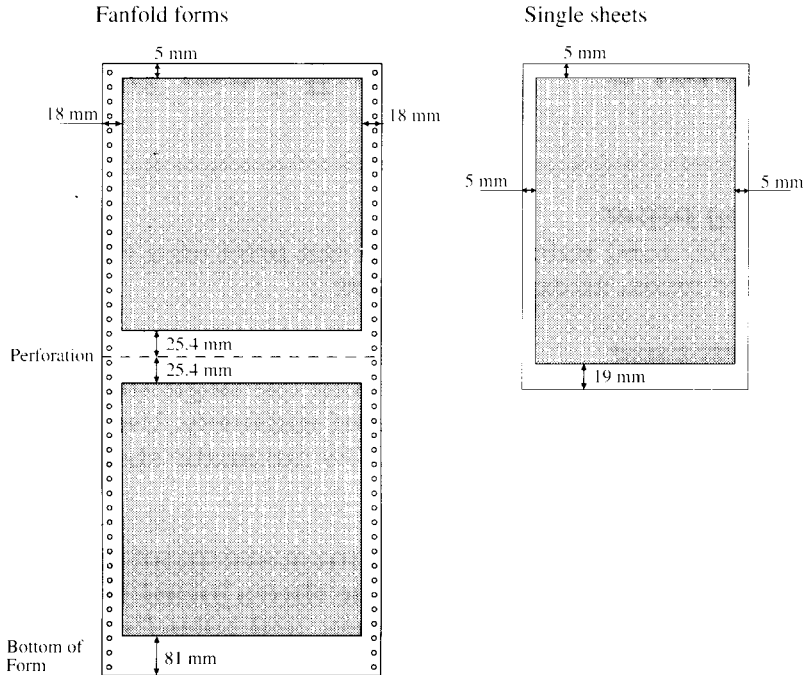 Fanfold forms
5 mm
18 mm
18 mm
25.4 mm
Perforation
25.4 mm
Bottom of
Form
81 mm
Single sheets
5 mm
5 mm
5 mm
19 mm